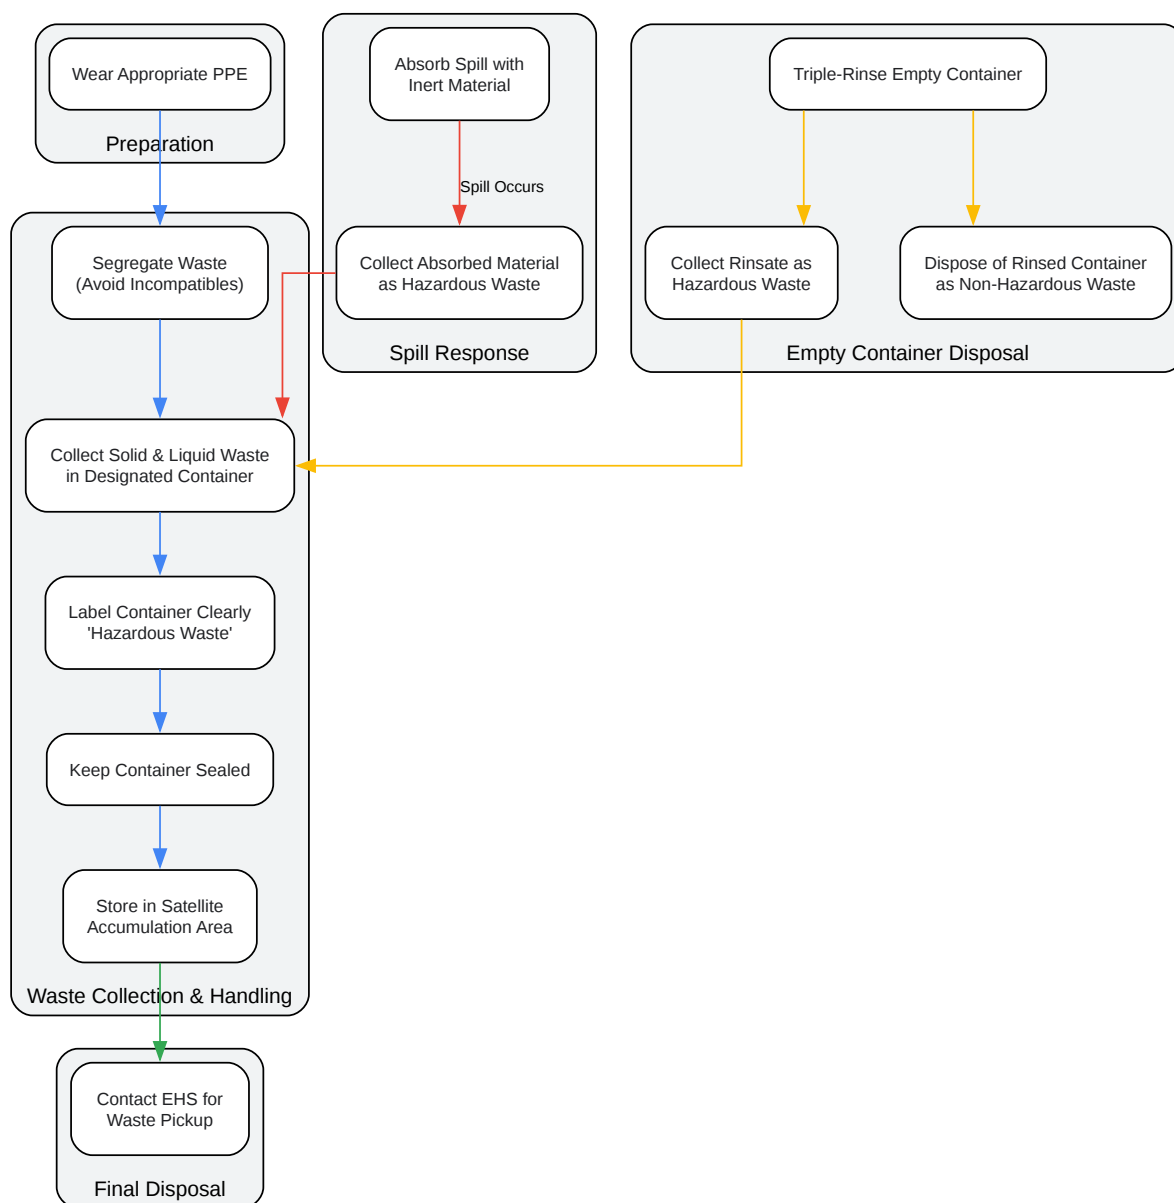 Wear Appropriate PPE
Preparation
Absorb Spill with
Inert Material
Spill Occurs
Collect Absorbed Material
as Hazardous Waste
Spill Response
Triple-Rinse Empty Container
Collect Rinsate as
Hazardous Waste
Dispose of Rinsed Container
as Non-Hazardous Waste
Empty Container Disposal
Segregate Waste
(Avoid Incompatibles)
Collect Solid & Liquid Waste
in Designated Container
Label Container Clearly
'Hazardous Waste'
Keep Container Sealed
Store in Satellite
Accumulation Area
Waste Collection & Handling
Contact EHS for
Waste Pickup
Final Disposal